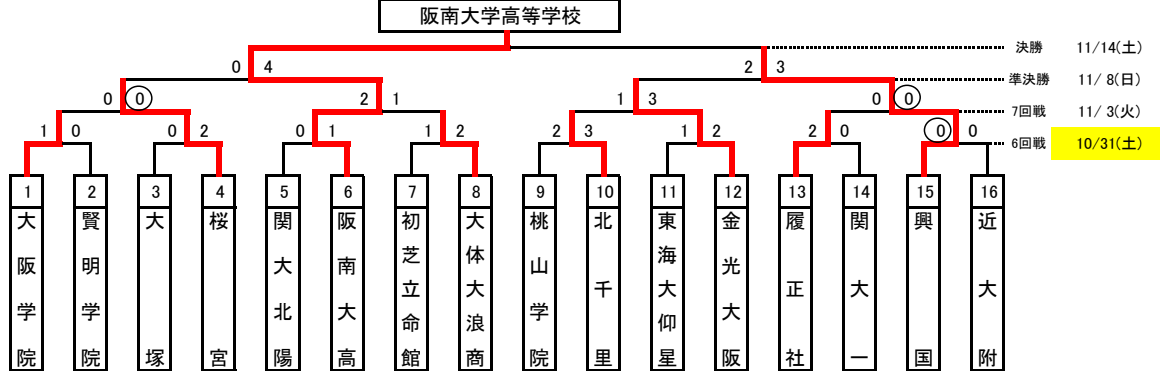 阪南大学高等学校
決勝 11/14(土)
0 4 2 3 準決勝 11/ 8(日)
0 0 2 1 1 3 0 0 7回戦 11/ 3(火)
1 0 0 2 0 1 1 2 2 3 1 2 2 0 0 0 6回戦 10/31(土)
1 2 3 4 5 6 7 8 9 10 11 12 13 14 15 16
大阪学院
賢明学院
大塚
桜宮
関大北陽
阪南大高
初芝立命館
大体大浪商
桃山学院
北千里
東海大仰星
金光大阪
履正社
関大一
興国
近大附